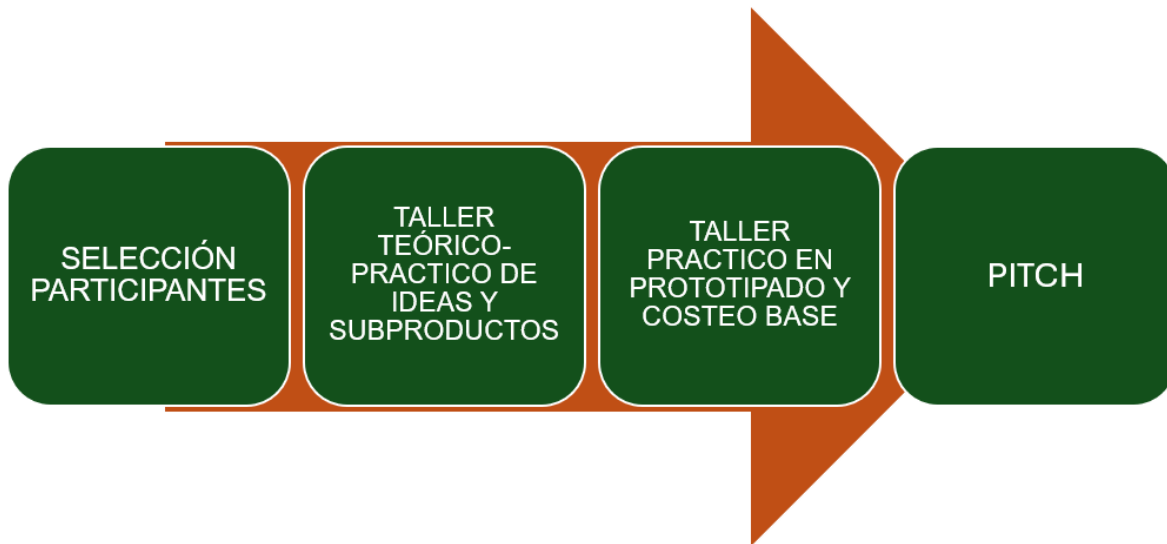 SELECCIÓN
PARTICIPANTES
TALLER
TEÓRICO-
PRACTICO DE
IDEAS Y
SUBPRODUCTOS
TALLER
PRACTICO EN
PROTOTIPADO Y
COSTEO BASE
PITCH